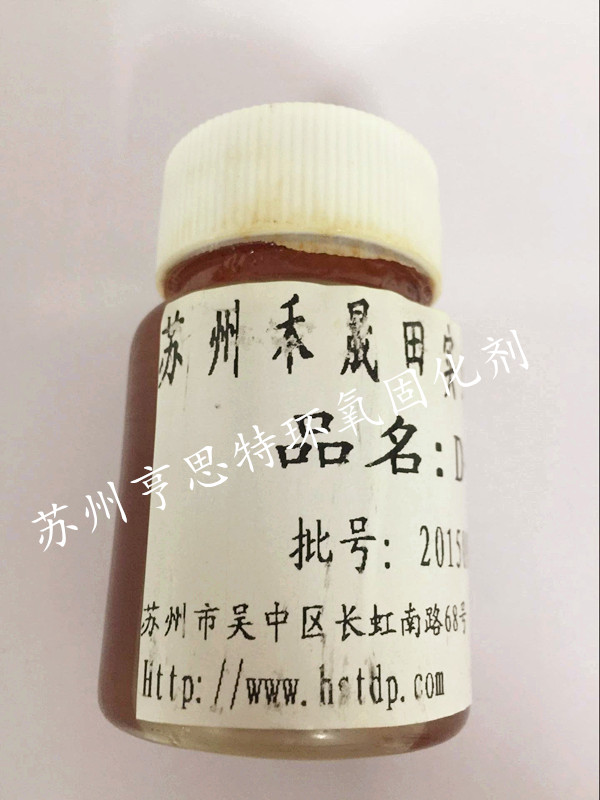 苏州禾晟田
品名:D
批号: 2015
苏州市吴中区长虹南路68号
Http://www.hstdp.com
苏州亨思特环氧固化剂